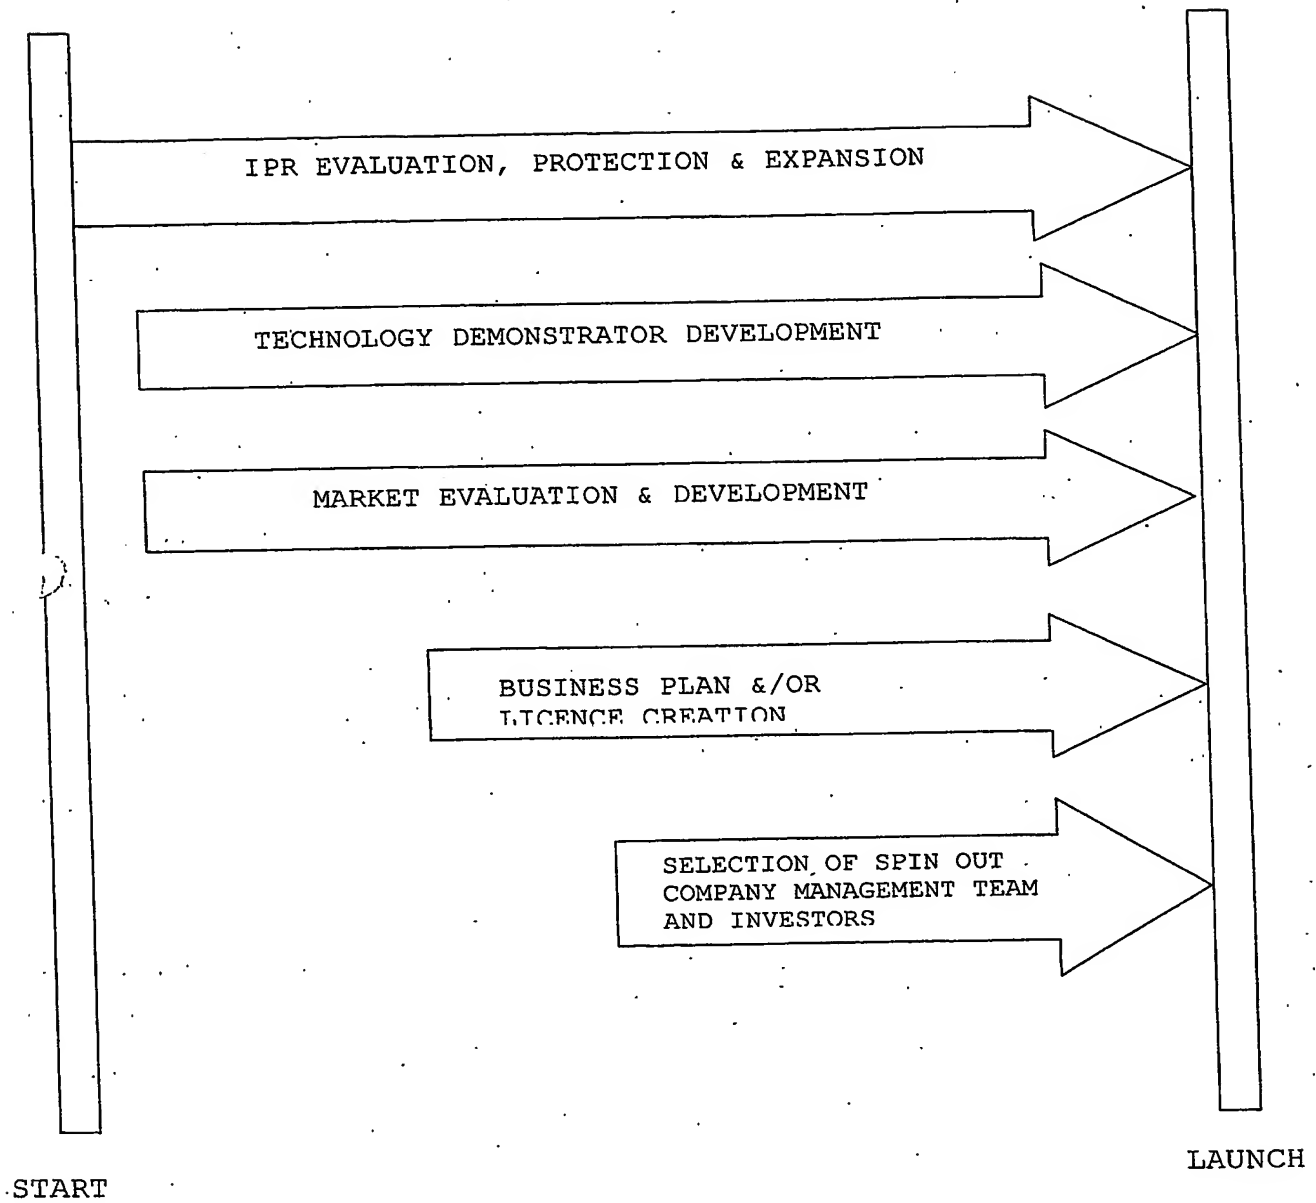 IPR EVALUATION, PROTECTION & EXPANSION
TECHNOLOGY DEMONSTRATOR DEVELOPMENT
MARKET EVALUATION & DEVELOPMENT
BUSINESS PLAN &/OR
LICENCE CREATION
SELECTION OF SPIN OUT
COMPANY MANAGEMENT TEAM
AND INVESTORS
LAUNCH
START